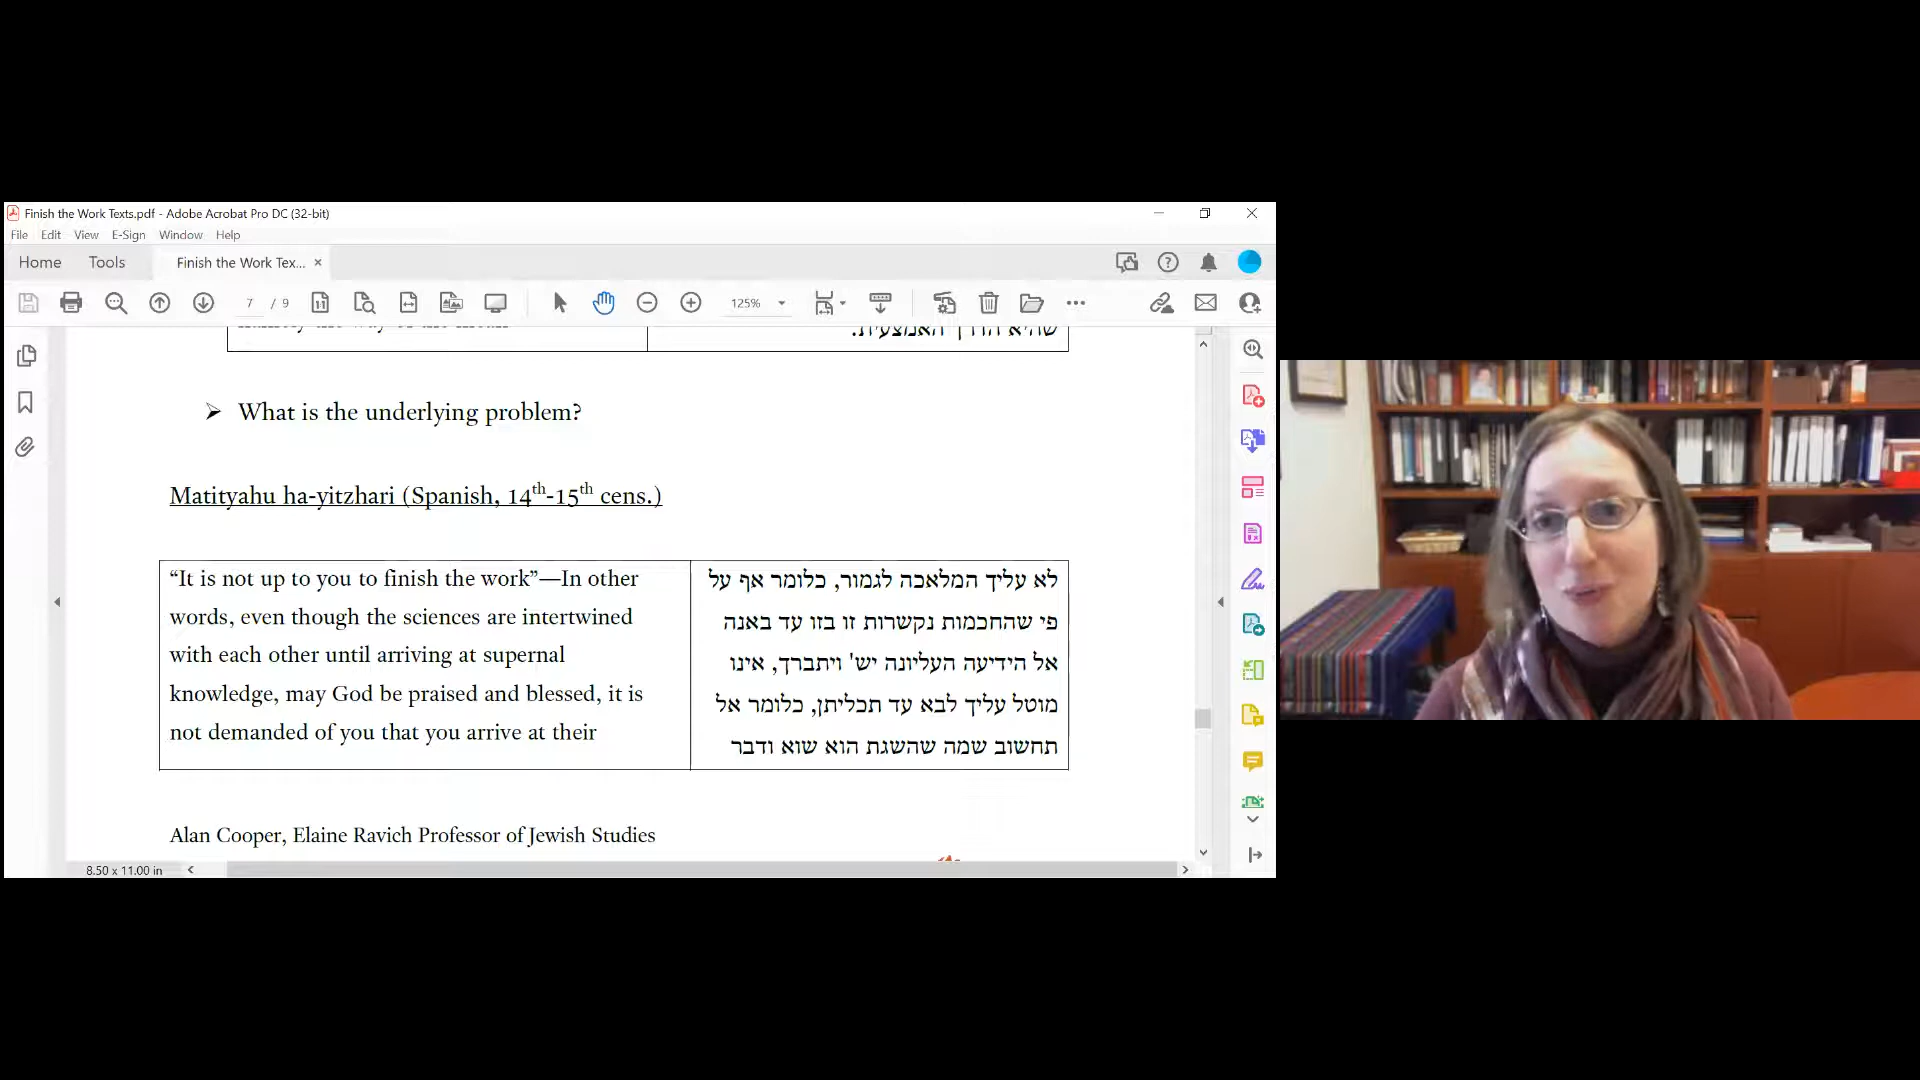 Finish the Work Texts.pdf - Adobe Acrobat Pro DC (32-bit)
File Edit View E-Sign Window Help
Home Tools Finish the Work Tex... ×
7 / 9 125%
שהיא הדרך האמצעית.
➢ What is the underlying problem?
Matityahu ha-yitzhari (Spanish, 14th-15th cens.)
“It is not up to you to finish the work”—In other
words, even though the sciences are intertwined
with each other until arriving at supernal
knowledge, may God be praised and blessed, it is
not demanded of you that you arrive at their
לא עליך המלאכה לגמור, כלומר אף על
פי שהחכמות נקשרות זו בזו עד באנה
אל הידיעה העליונה יש' ויתברך, אינו
מוטל עליך לבא עד תכליתן, כלומר אל
תחשוב שמה שהשגת הוא שוא ודבר
Alan Cooper, Elaine Ravich Professor of Jewish Studies
8.50 x 11.00 in